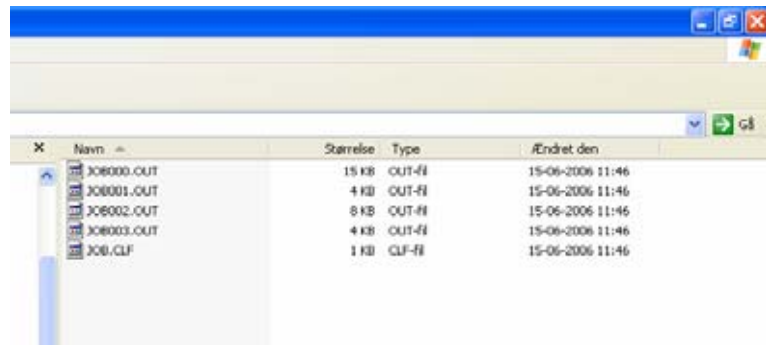 Gå
Navn Størrelse Type Ændret den
JOB000.OUT 15 KB OUT-fil 15-06-2006 11:46
JOB001.OUT 4 KB OUT-fil 15-06-2006 11:46
JOB002.OUT 8 KB OUT-fil 15-06-2006 11:46
JOB003.OUT 4 KB OUT-fil 15-06-2006 11:46
JOB.CLF 1 KB CLF-fil 15-06-2006 11:46